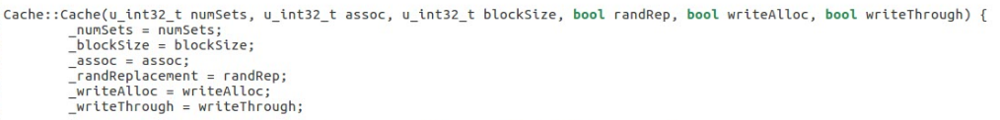 Cache::Cache(u_int32_t numSets, u_int32_t assoc, u_int32_t blockSize, bool randRep, bool writeAlloc, bool writeThrough) {
_numSets = numSets;
_blockSize = blockSize;
_assoc = assoc;
_randReplacement = randRep;
_writeAlloc = writeAlloc;
_writeThrough = writeThrough;